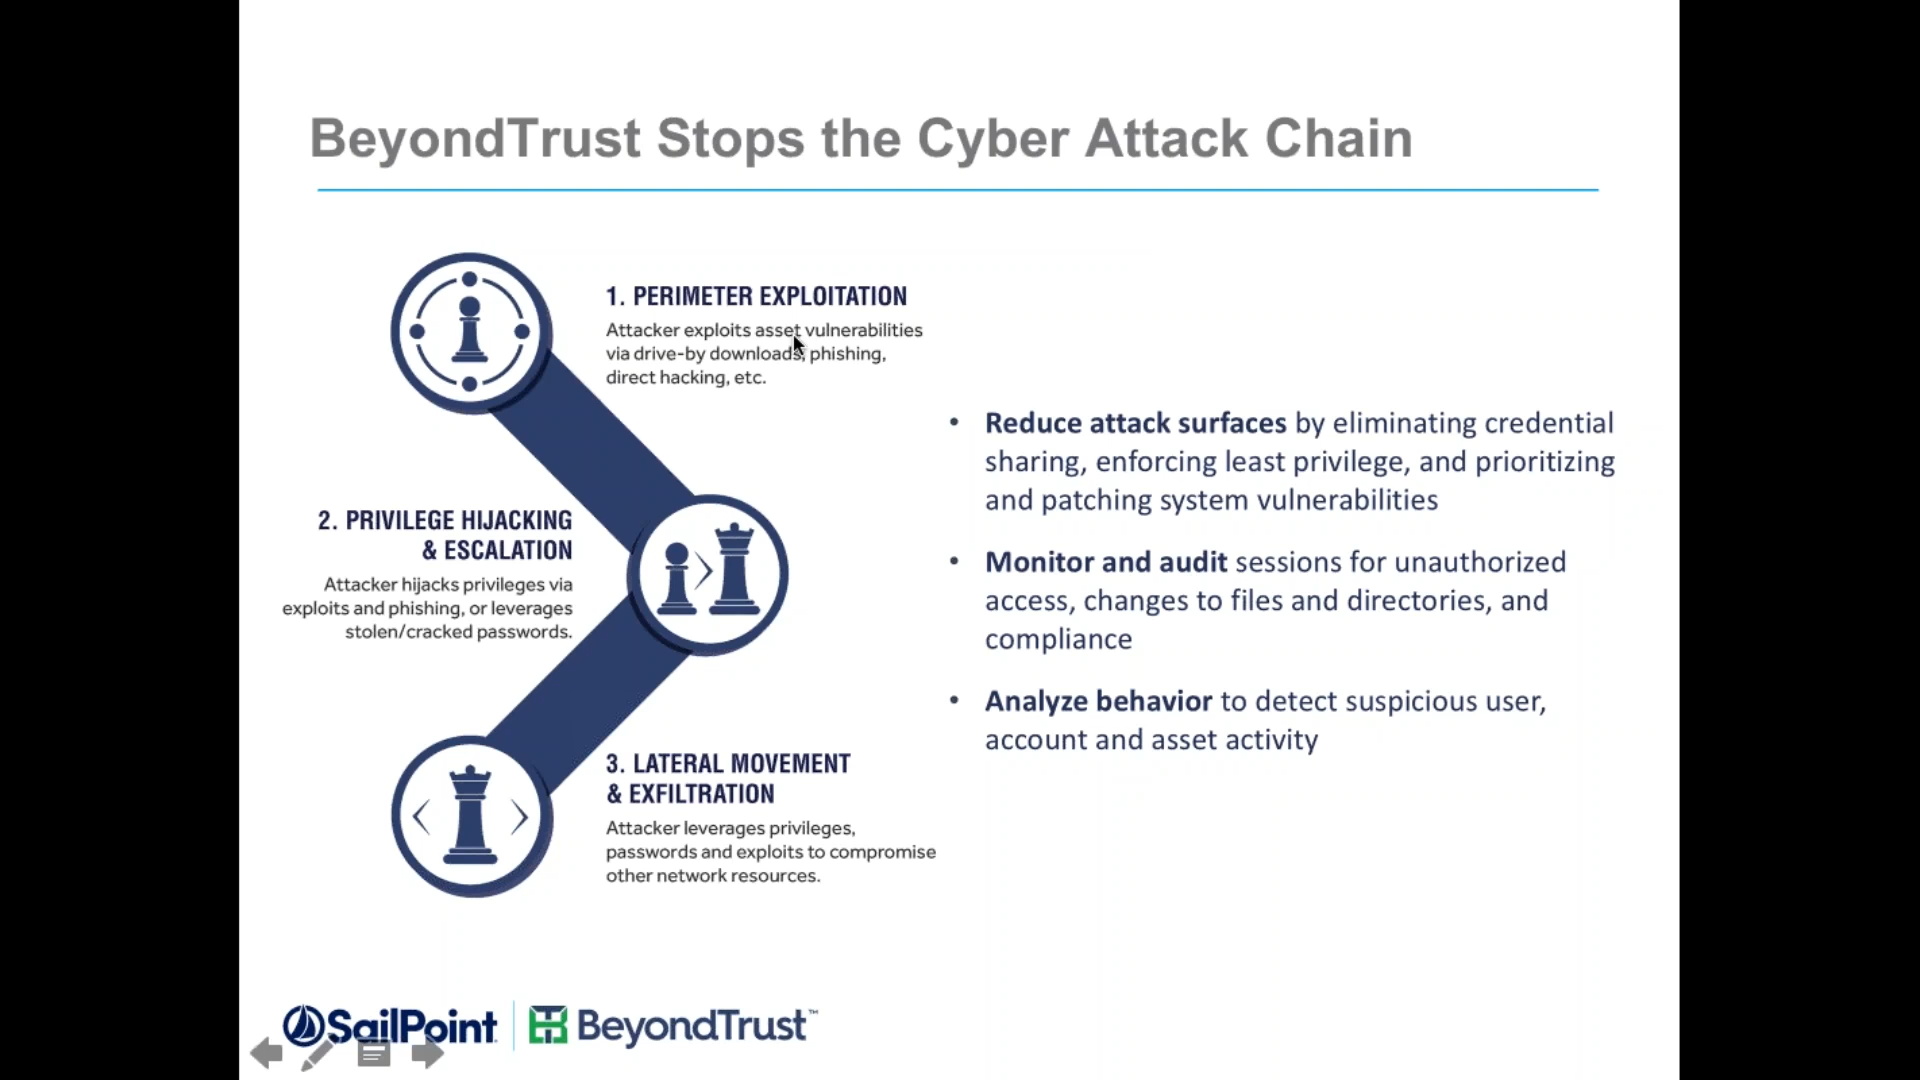 BeyondTrust Stops the Cyber Attack Chain
1. PERIMETER EXPLOITATION
Attacker exploits asset vulnerabilities
via drive-by downloads, phishing,
direct hacking, etc.
2. PRIVILEGE HIJACKING
& ESCALATION
Attacker hijacks privileges via
exploits and phishing, or leverages
stolen/cracked passwords.
3. LATERAL MOVEMENT
& EXFILTRATION
Attacker leverages privileges,
passwords and exploits to compromise
other network resources.
• Reduce attack surfaces by eliminating credential
sharing, enforcing least privilege, and prioritizing
and patching system vulnerabilities
• Monitor and audit sessions for unauthorized
access, changes to files and directories, and
compliance
• Analyze behavior to detect suspicious user,
account and asset activity
SailPoint
BeyondTrust™